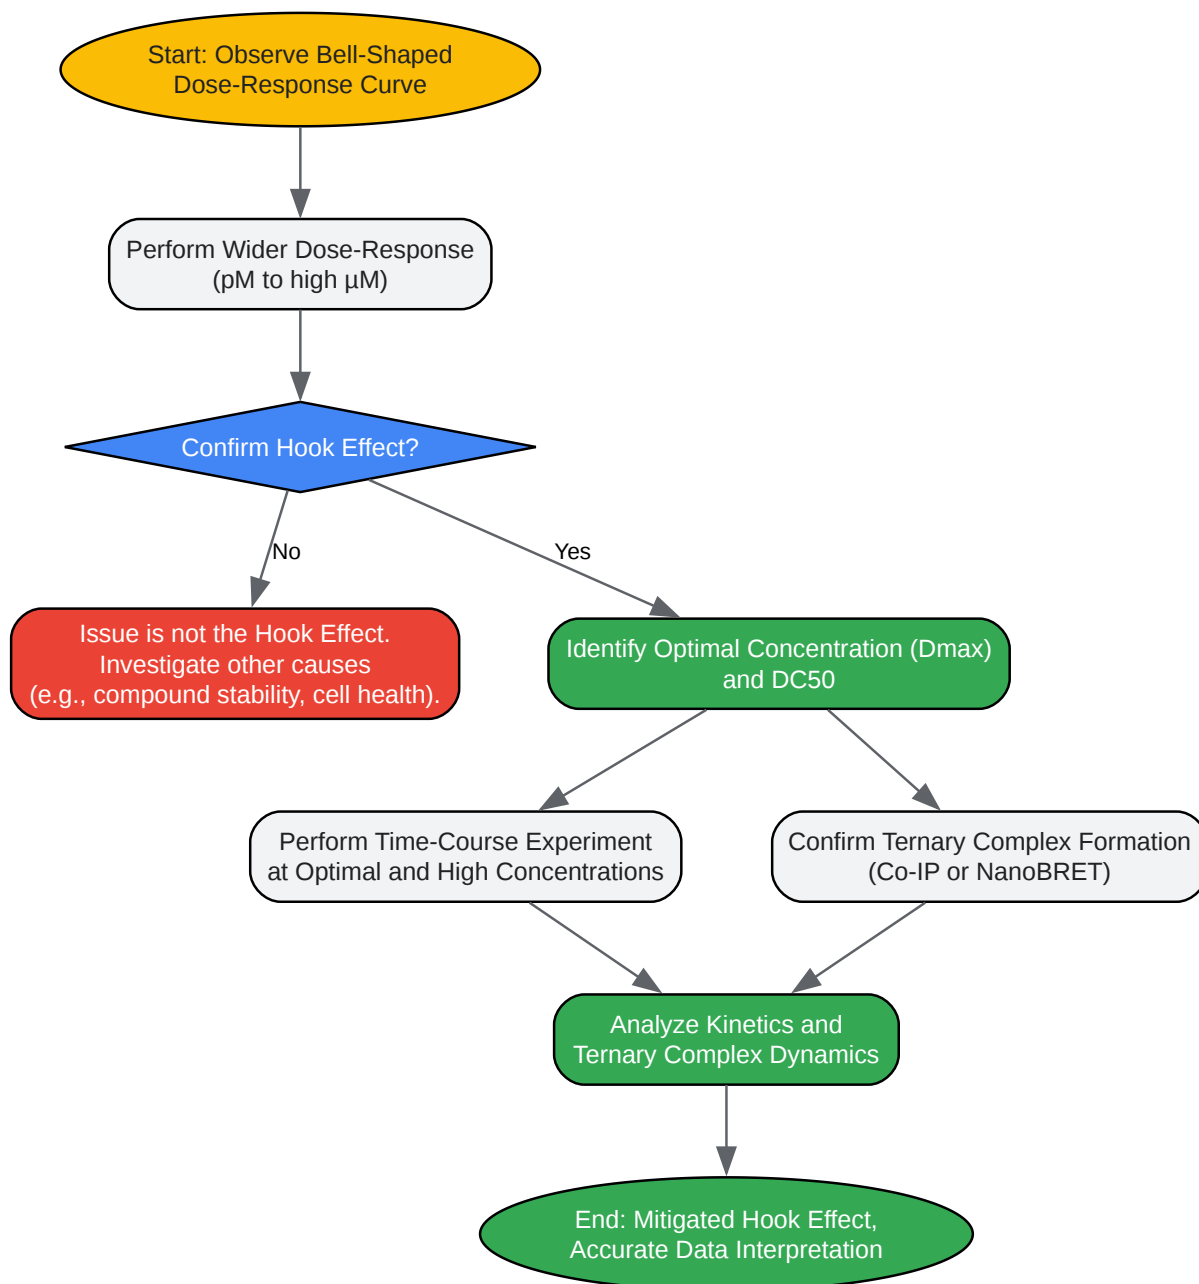 Start: Observe Bell-Shaped
Dose-Response Curve
Perform Wider Dose-Response
(pM to high µM)
Confirm Hook Effect?
No
Yes
Issue is not the Hook Effect.
Investigate other causes
(e.g., compound stability, cell health).
Identify Optimal Concentration (Dmax)
and DC50
Perform Time-Course Experiment
at Optimal and High Concentrations
Confirm Ternary Complex Formation
(Co-IP or NanoBRET)
Analyze Kinetics and
Ternary Complex Dynamics
End: Mitigated Hook Effect,
Accurate Data Interpretation